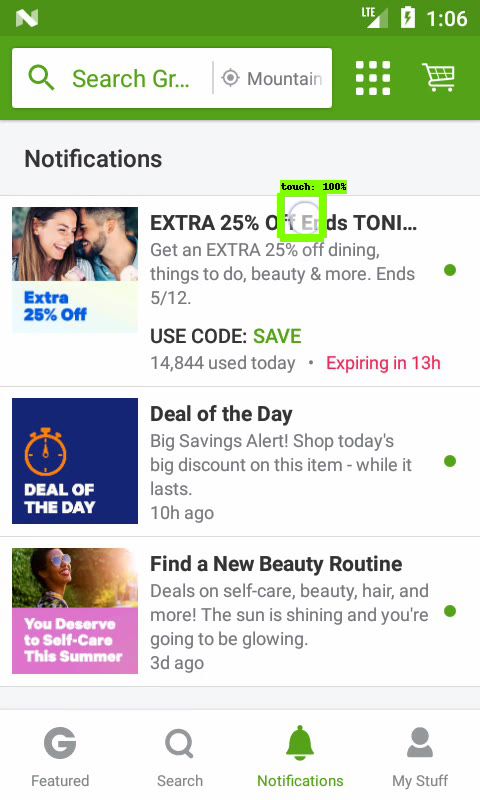 LTE 1:06
Search Gr... Mountain
Notifications
touch: 100%
EXTRA 25% Off Ends TONI...
Get an EXTRA 25% off dining,
things to do, beauty & more. Ends
5/12.
Extra
25% Off
USE CODE: SAVE
14,844 used today • Expiring in 13h
Deal of the Day
Big Savings Alert! Shop today's
big discount on this item - while it
lasts.
10h ago
DEAL OF
THE DAY
Find a New Beauty Routine
Deals on self-care, beauty, hair, and
more! The sun is shining and you're
going to be glowing.
3d ago
You Deserve
to Self-Care
This Summer
Featured Search Notifications My Stuff